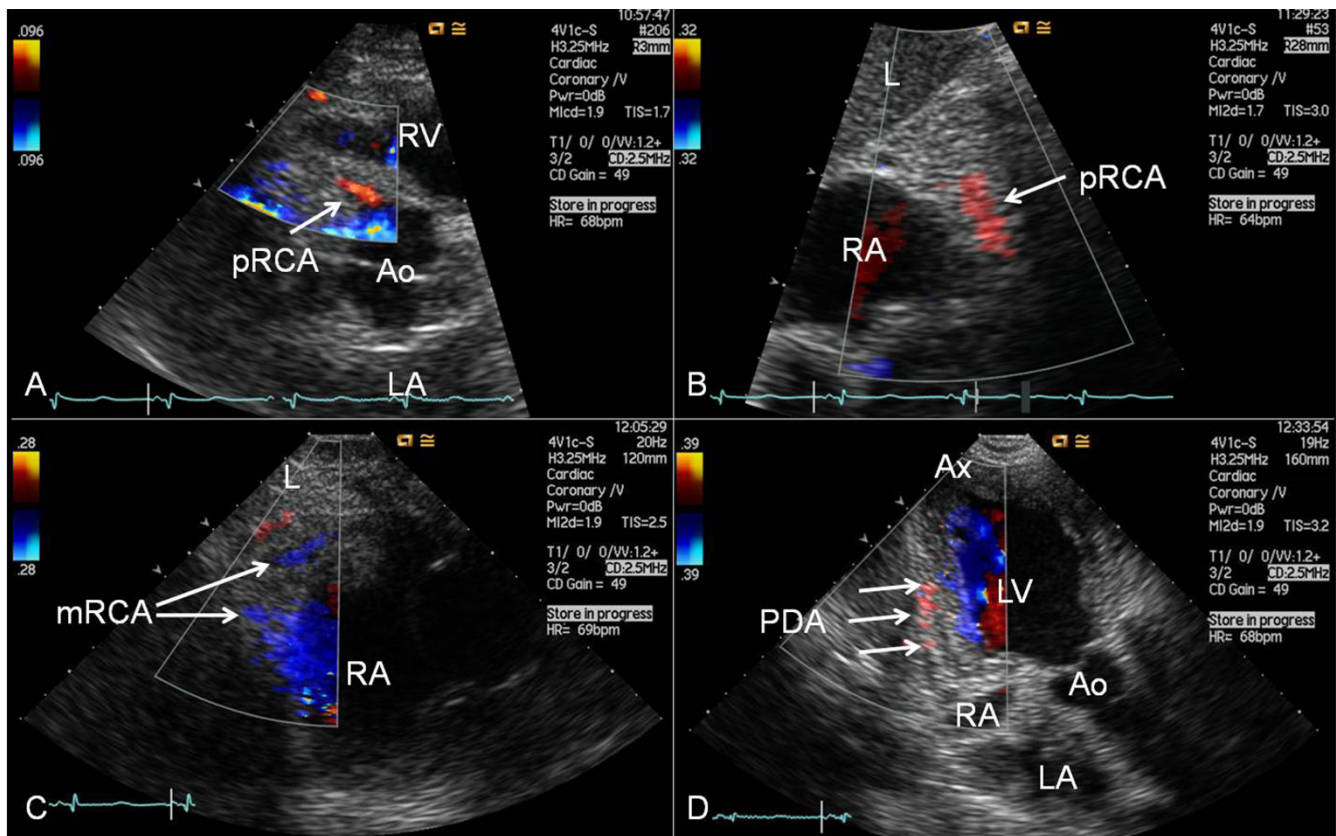 10:57:47
.096
4V1c-S #206
H3.25MHz R3mm
Cardiac
Coronary /V
Pwr=0dB
MIcd=1.9 TIS=1.7
T1/ 0/ 0/VV:1.2+
3/2 CD:2.5MHz
CD Gain = 49
Store in progress
HR= 68bpm
.096
RV
pRCA
Ao
LA
A
11:29:23
.32
4V1c-S #53
H3.25MHz R28mm
Cardiac
Coronary /V
Pwr=0dB
MI2d=1.7 TIS=3.0
T1/ 0/ 0/VV:1.2+
3/2 CD:2.5MHz
CD Gain = 49
Store in progress
HR= 64bpm
.32
L
pRCA
RA
B
12:05:29
.28
4V1c-S 20Hz
H3.25MHz 120mm
Cardiac
Coronary /V
Pwr=0dB
MI2d=1.9 TIS=2.5
T1/ 0/ 0/VV:1.2+
3/2 CD:2.5MHz
CD Gain = 49
Store in progress
HR= 69bpm
.28
L
mRCA
RA
C
12:33:54
.39
4V1c-S 19Hz
H3.25MHz 160mm
Cardiac
Coronary /V
Pwr=0dB
MI2d=1.9 TIS=3.2
T1/ 0/ 0/VV:1.2+
3/2 CD:2.5MHz
CD Gain = 49
Store in progress
HR= 68bpm
.39
Ax
LV
PDA
Ao
RA
LA
D